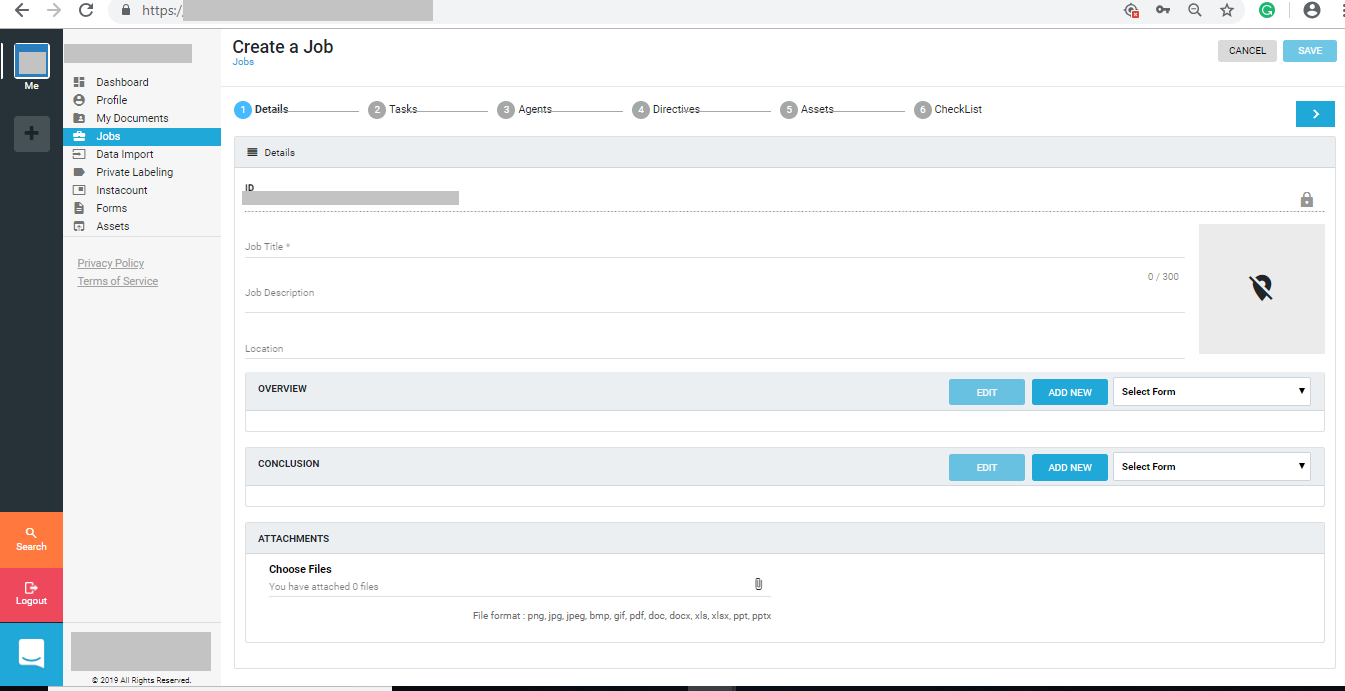 https:/
Me
Dashboard
Profile
My Documents
Jobs
Data Import
Private Labeling
Instacount
Forms
Assets
Privacy Policy
Terms of Service
Search
Logout
© 2019 All Rights Reserved.
Create a Job
Jobs
CANCEL SAVE
1 Details 2 Tasks 3 Agents 4 Directives 5 Assets 6 CheckList
Details
ID
Job Title *
0 / 300
Job Description
Location
OVERVIEW EDIT ADD NEW Select Form
CONCLUSION EDIT ADD NEW Select Form
ATTACHMENTS
Choose Files
You have attached 0 files
File format : png, jpg, jpeg, bmp, gif, pdf, doc, docx, xls, xlsx, ppt, pptx